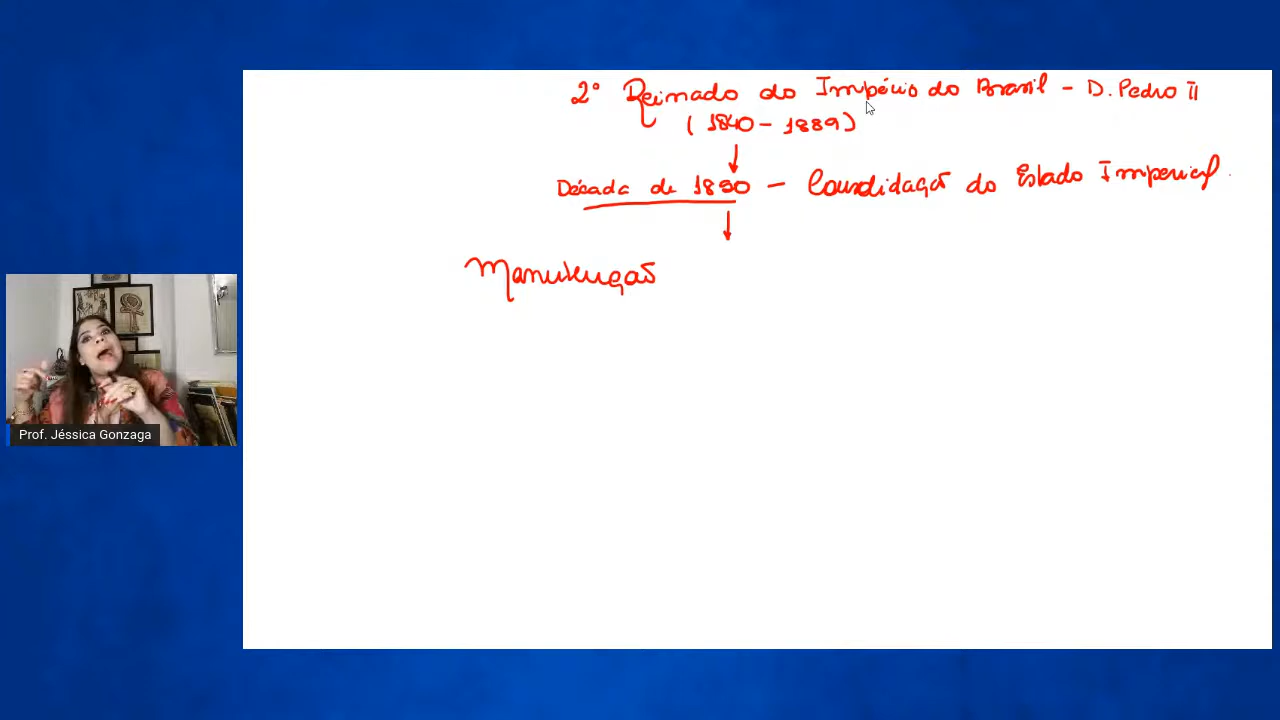 2° Reinado do Império do Brasil - D. Pedro II
(1840 - 1889)
Década de 1850 - Consolidação do Estado Imperial.
Manutenção
Prof. Jéssica Gonzaga